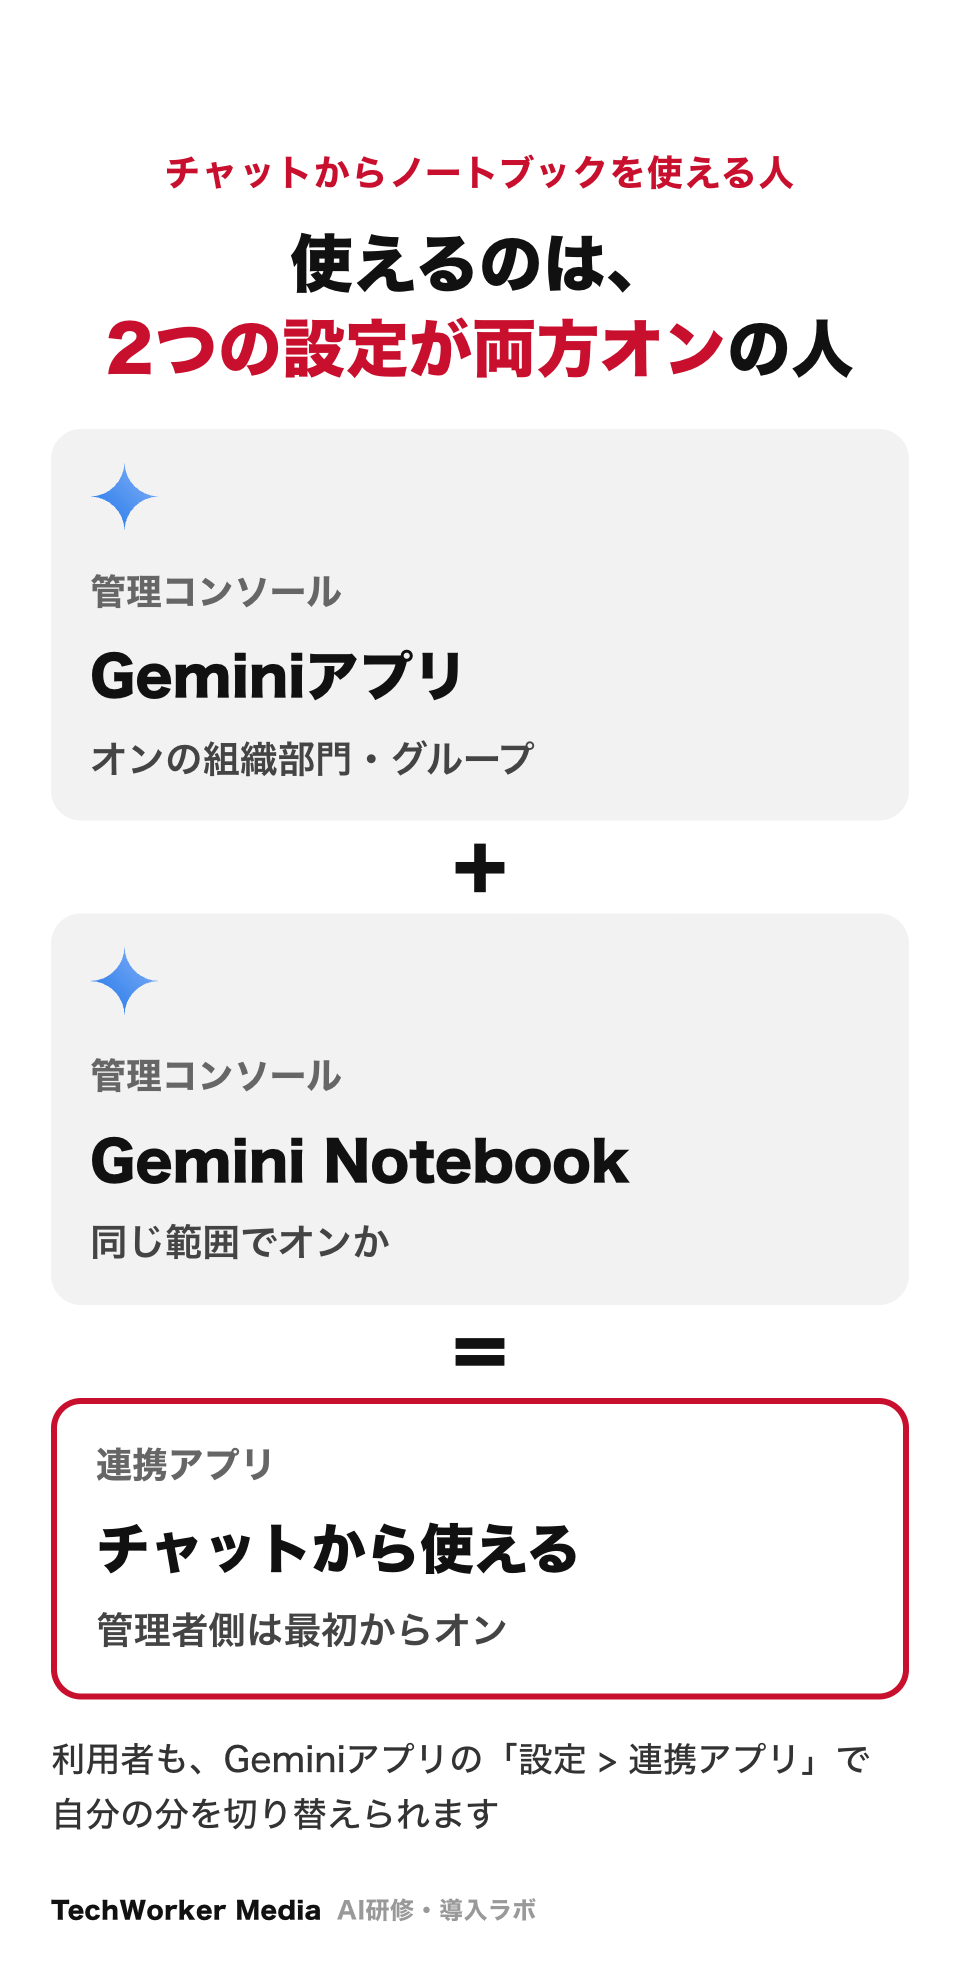 チャットからノートブックを使える人
使えるのは、
2つの設定が両方オンの人
管理コンソール
Geminiアプリ
オンの組織部門・グループ
+
管理コンソール
Gemini Notebook
同じ範囲でオンか
=
連携アプリ
チャットから使える
管理者側は最初からオン
利用者も、Geminiアプリの「設定 > 連携アプリ」で
自分の分を切り替えられます
TechWorker Media AI研修・導入ラボ